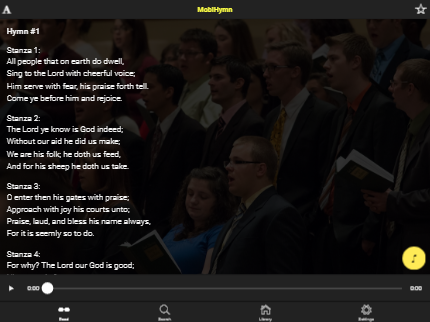 A
MobiHymn
Hymn #1
Stanza 1:
All people that on earth do dwell,
Sing to the Lord with cheerful voice;
Him serve with fear, his praise forth tell.
Come ye before him and rejoice.
Stanza 2:
The Lord ye know is God indeed;
Without our aid he did us make;
We are his folk; he doth us feed,
And for his sheep he doth us take.
Stanza 3:
O enter then his gates with praise;
Approach with joy his courts unto;
Praise, laud, and bless his name always,
For it is seemly so to do.
Stanza 4:
For why? The Lord our God is good;
0:00
0:00
Read
Search
Library
Settings